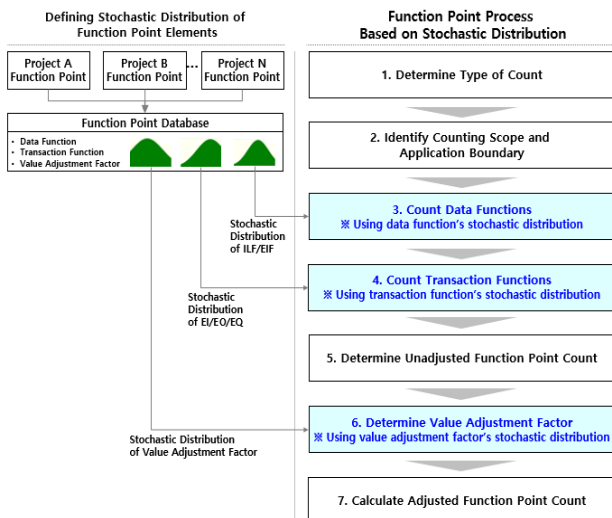 Defining Stochastic Distribution of
Function Point Elements
Project A
Function Point
Project B
Function Point
...
Project N
Function Point
Function Point Database
• Data Function
• Transaction Function
• Value Adjustment Factor
Stochastic
Distribution
of ILF/EIF
Stochastic
Distribution
of EI/EO/EQ
Stochastic Distribution
of Value Adjustment Factor
Function Point Process
Based on Stochastic Distribution
1. Determine Type of Count
2. Identify Counting Scope and
Application Boundary
3. Count Data Functions
※ Using data function's stochastic distribution
4. Count Transaction Functions
※ Using transaction function's stochastic distribution
5. Determine Unadjusted Function Point Count
6. Determine Value Adjustment Factor
※ Using value adjustment factor's stochastic distribution
7. Calculate Adjusted Function Point Count